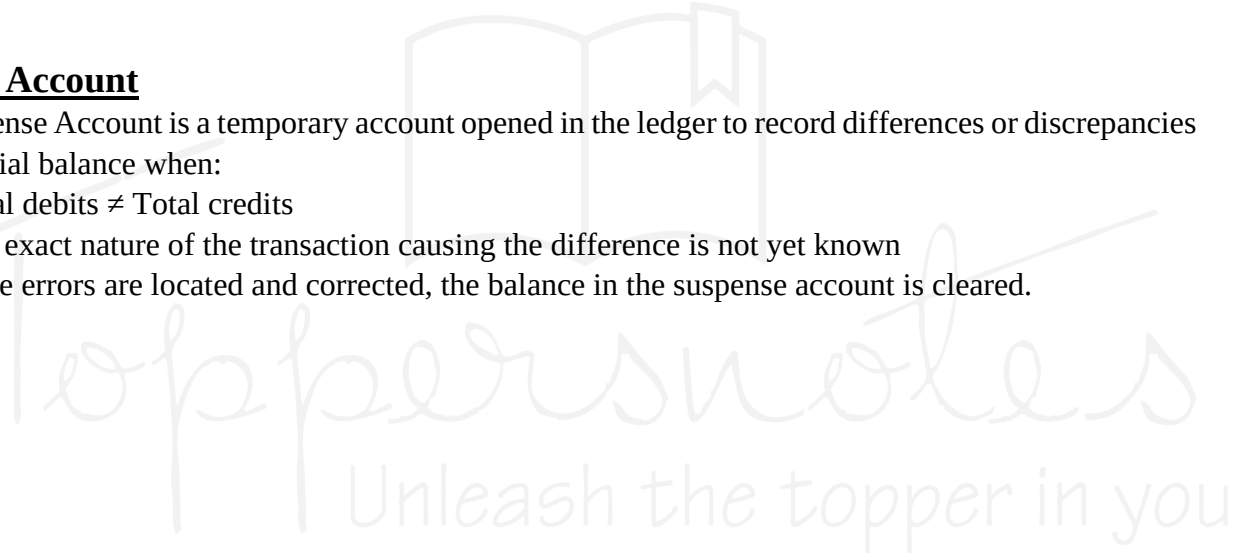 Account
ense Account is a temporary account opened in the ledger to record differences or discrepancies
ial balance when:
al debits ≠ Total credits
exact nature of the transaction causing the difference is not yet known
e errors are located and corrected, the balance in the suspense account is cleared.
Toppersnotes
Unleash the topper in you